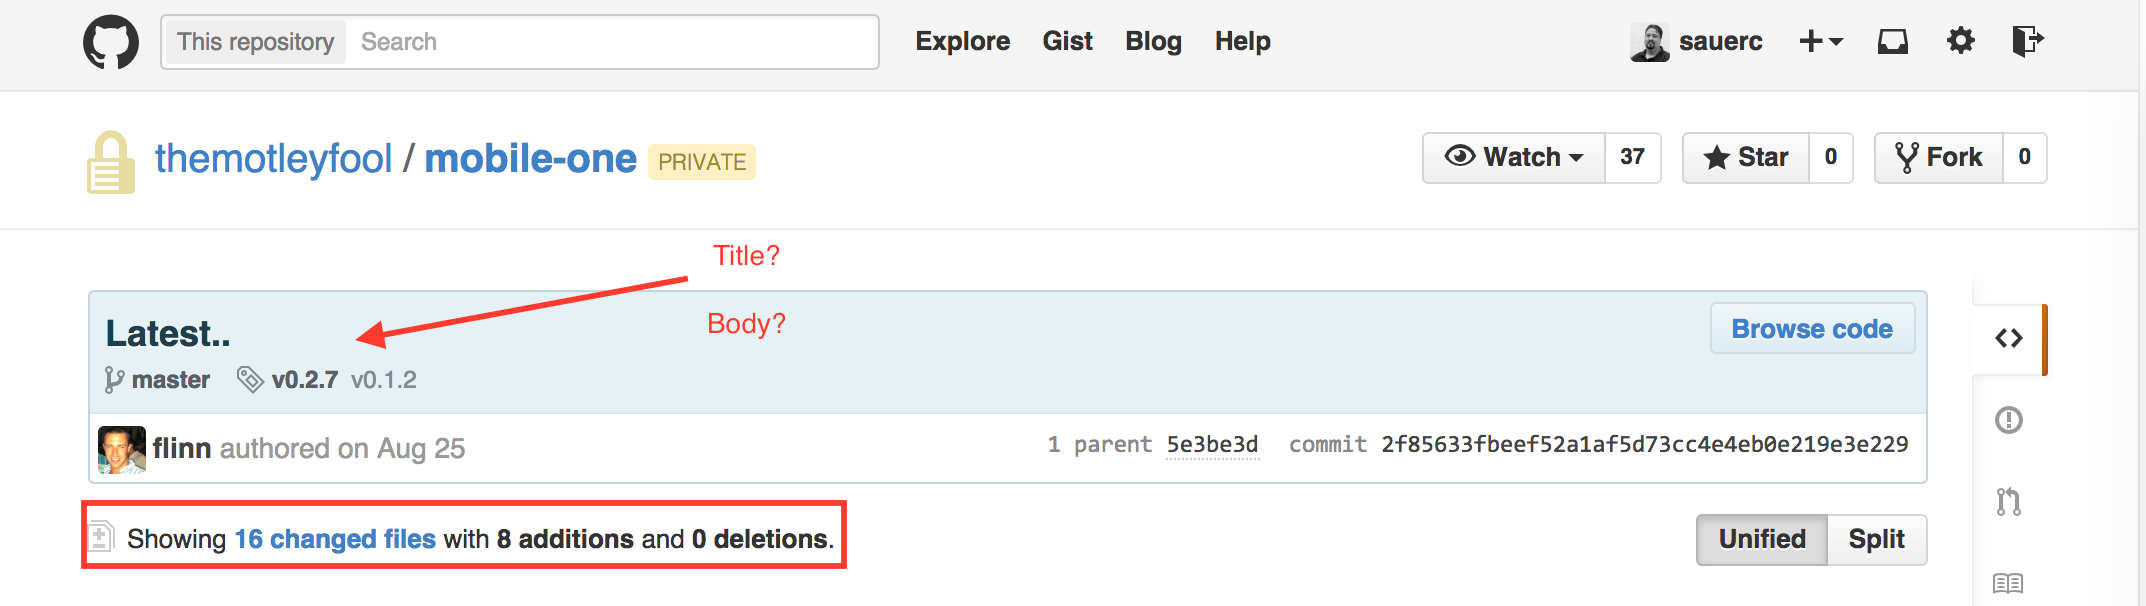 This repository Search Explore Gist Blog Help sauerc
themotleyfool / mobile-one PRIVATE Watch 37 Star 0 Fork 0
Title?
Body?
Latest.. Browse code
master v0.2.7 v0.1.2
flinn authored on Aug 25 1 parent 5e3be3d commit 2f85633fbeef52a1af5d73cc4e4eb0e219e3e229
Showing 16 changed files with 8 additions and 0 deletions. Unified Split